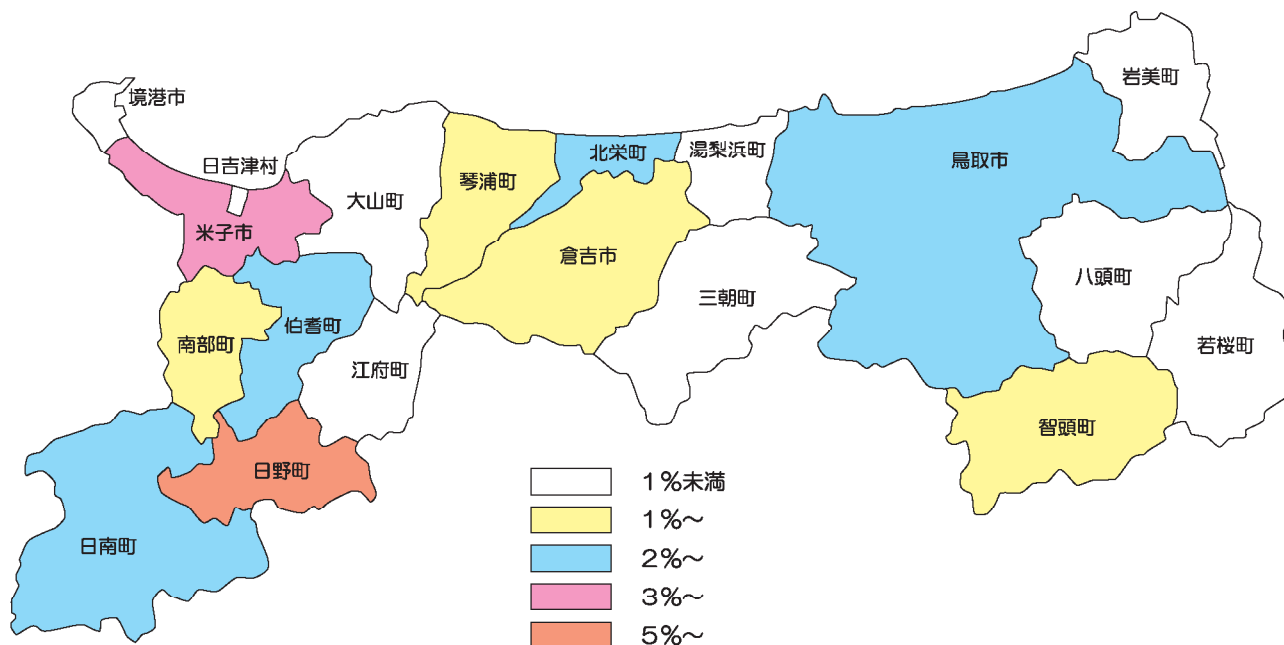 岩美町
境港市
日吉津村
湯梨浜町
北栄町
鳥取市
琴浦町
大山町
米子市
倉吉市
八頭町
三朝町
伯耆町
南部町
若桜町
江府町
智頭町
日野町
日南町
1%未満
1%～
2%～
3%～
5%～